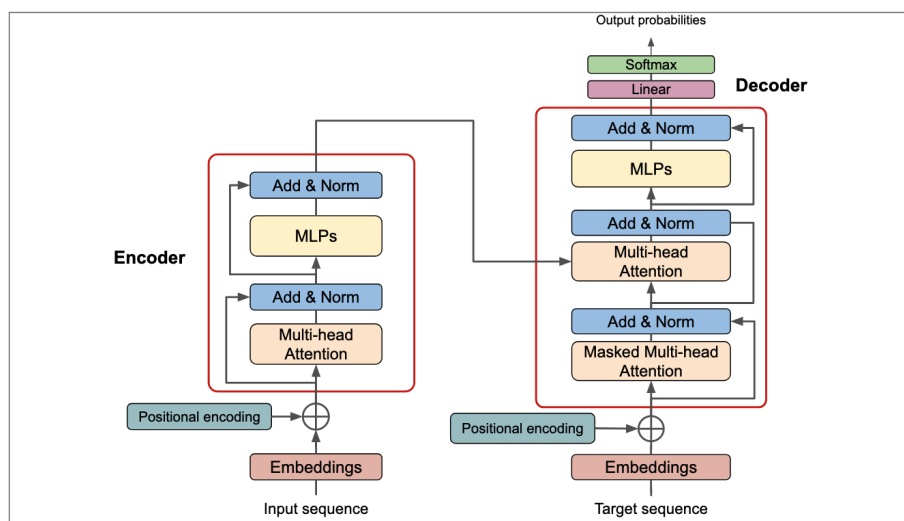 Output probabilities
Softmax
Linear
Decoder
Add & Norm
MLPs
Add & Norm
Multi-head
Attention
Add & Norm
Masked Multi-head
Attention
Positional encoding
Embeddings
Target sequence
Encoder
Add & Norm
MLPs
Add & Norm
Multi-head
Attention
Positional encoding
Embeddings
Input sequence